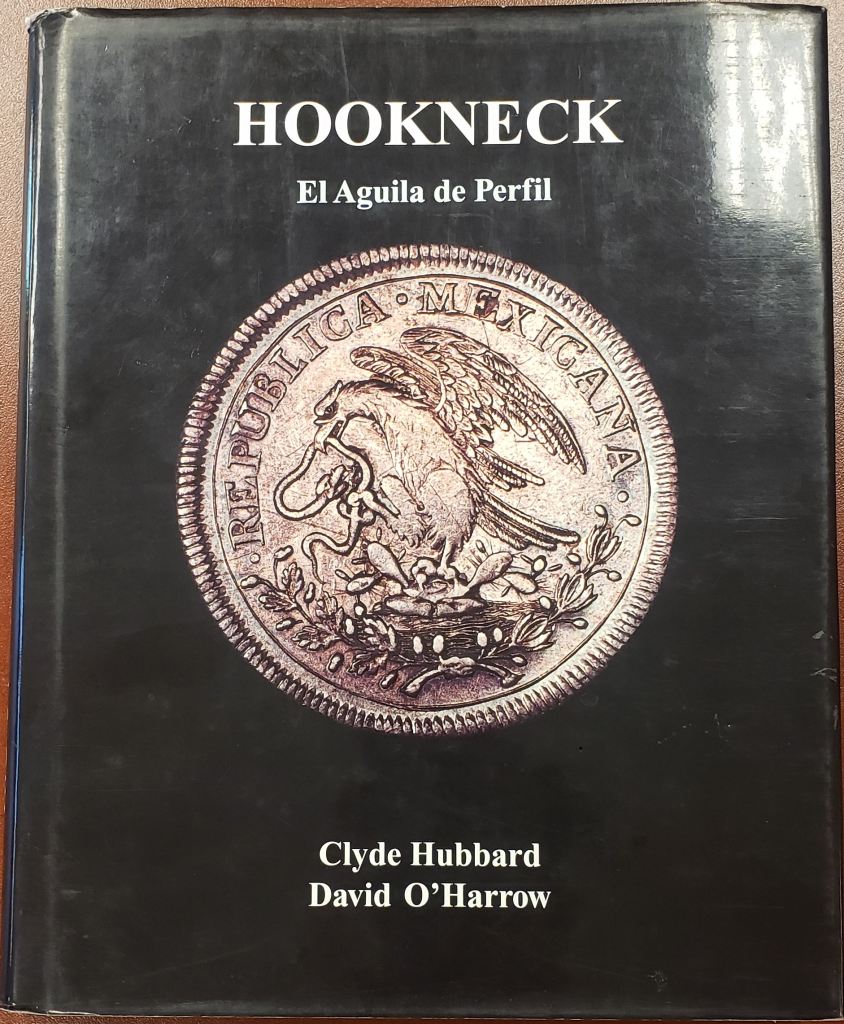 HOOKNECK
El Aguila de Perfil
· REPUBLICA · MEXICANA ·
Clyde Hubbard
David O’Harrow